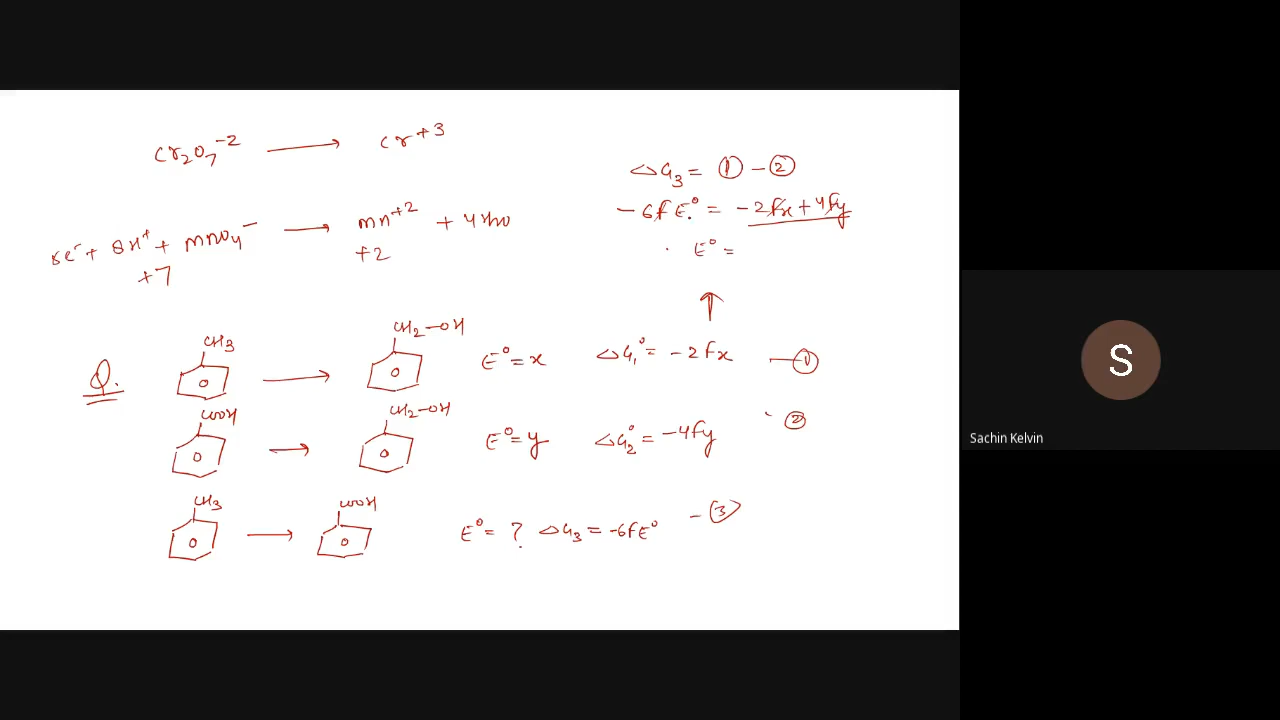 Cr₂O₇⁻² ⟶ Cr⁺³
5e⁻ + 8H⁺ + MnO₄⁻ ⟶ Mn⁺² + 4H₂O
+7 +2
ΔG₃ = ① - ②
-6FE° = -2Fx + 4Fy
E° =
Q.
CH₃ ⟶ CH₂-OH E° = x ΔG₁° = -2Fx - ①
COOH ⟶ CH₂-OH E° = y ΔG₂° = -4Fy ②
CH₃ ⟶ COOH E° = ? ΔG₃ = -6FE° - ③
S
Sachin Kelvin